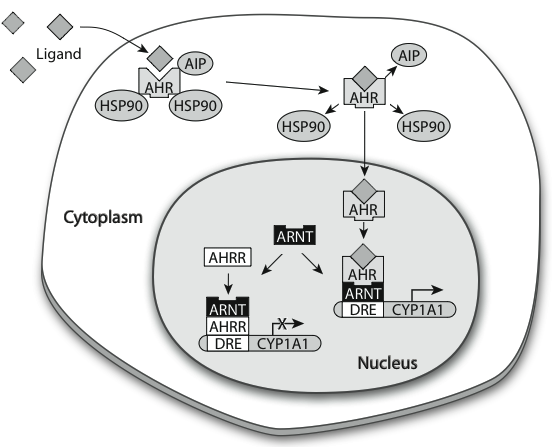 Ligand
AIP
AHR
HSP90
HSP90
AIP
AHR
HSP90
HSP90
Cytoplasm
AHR
ARNT
AHRR
AHR
ARNT
DRE
CYP1A1
ARNT
AHRR
DRE
X
CYP1A1
Nucleus